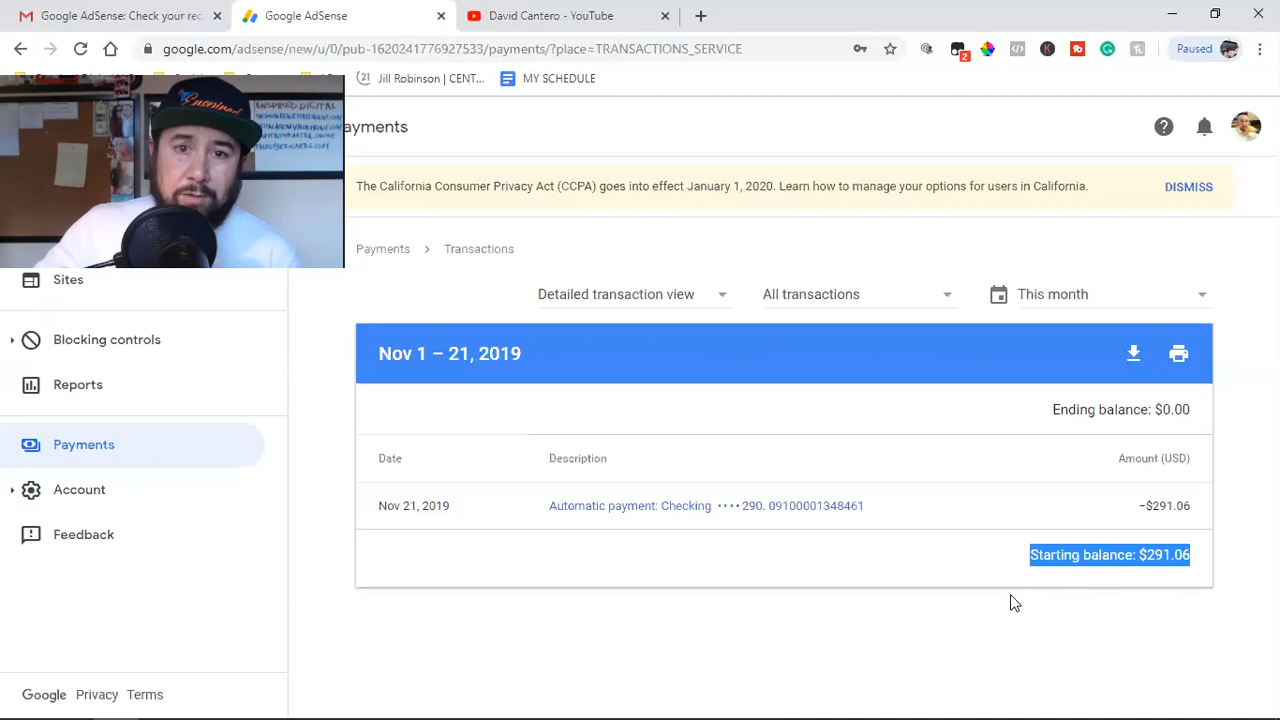 Google AdSense: Check your rec
Google AdSense
David Cantero - YouTube
google.com/adsense/new/u/0/pub-1620241776927533/payments/?place=TRANSACTIONS_SERVICE
2
Paused
21
Jill Robinson | CENT...
MY SCHEDULE
ayments
The California Consumer Privacy Act (CCPA) goes into effect January 1, 2020. Learn how to manage your options for users in California.
DISMISS
Payments
Transactions
Sites
Detailed transaction view
All transactions
This month
Blocking controls
Nov 1 – 21, 2019
Reports
Ending balance: $0.00
Payments
Date
Description
Amount (USD)
Account
Nov 21, 2019
Automatic payment: Checking •••• 290. 09100001348461
−$291.06
Feedback
Starting balance: $291.06
Google
Privacy
Terms
ENSPIRED DIGITAL